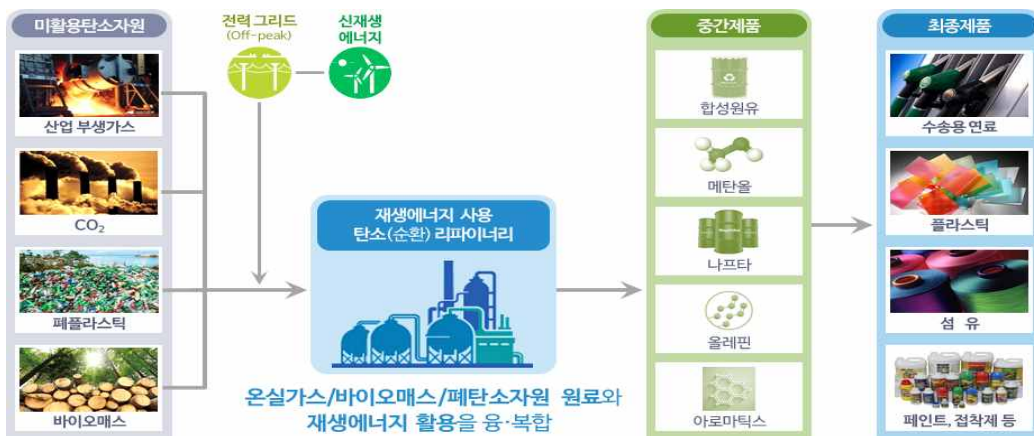 미활용탄소자원
산업 부생가스
CO₂
폐플라스틱
바이오매스
전력 그리드
(Off-peak)
신재생
에너지
재생에너지 사용
탄소(순환) 리파이너리
온실가스/바이오매스/폐탄소자원 원료와
재생에너지 활용을 융·복합
중간제품
합성원유
메탄올
나프타
올레핀
아로마틱스
최종제품
수송용 연료
플라스틱
섬 유
페인트, 접착제 등